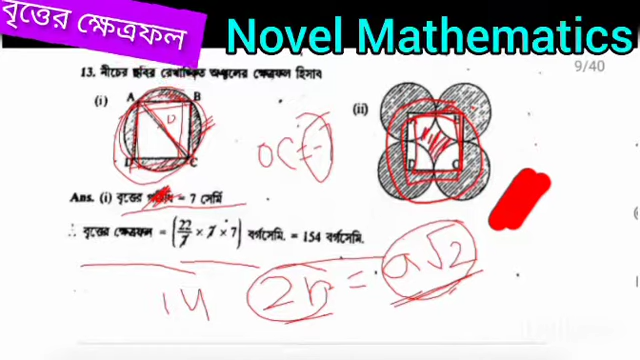 বৃত্তের ক্ষেত্রফল
Novel Mathematics
9/40
13. নীচের ছবির রেখাঙ্কিত অঞ্চলের ক্ষেত্রফল হিসাব
(i)
A
B
D
C
O
OC =
(ii)
A
B
D
C
Ans. (i) বৃত্তের = 7 সেমি
∴ বৃত্তের ক্ষেত্রফল = (22/7 × 7 × 7) বর্গসেমি. = 154 বর্গসেমি.
14
2r = a√2